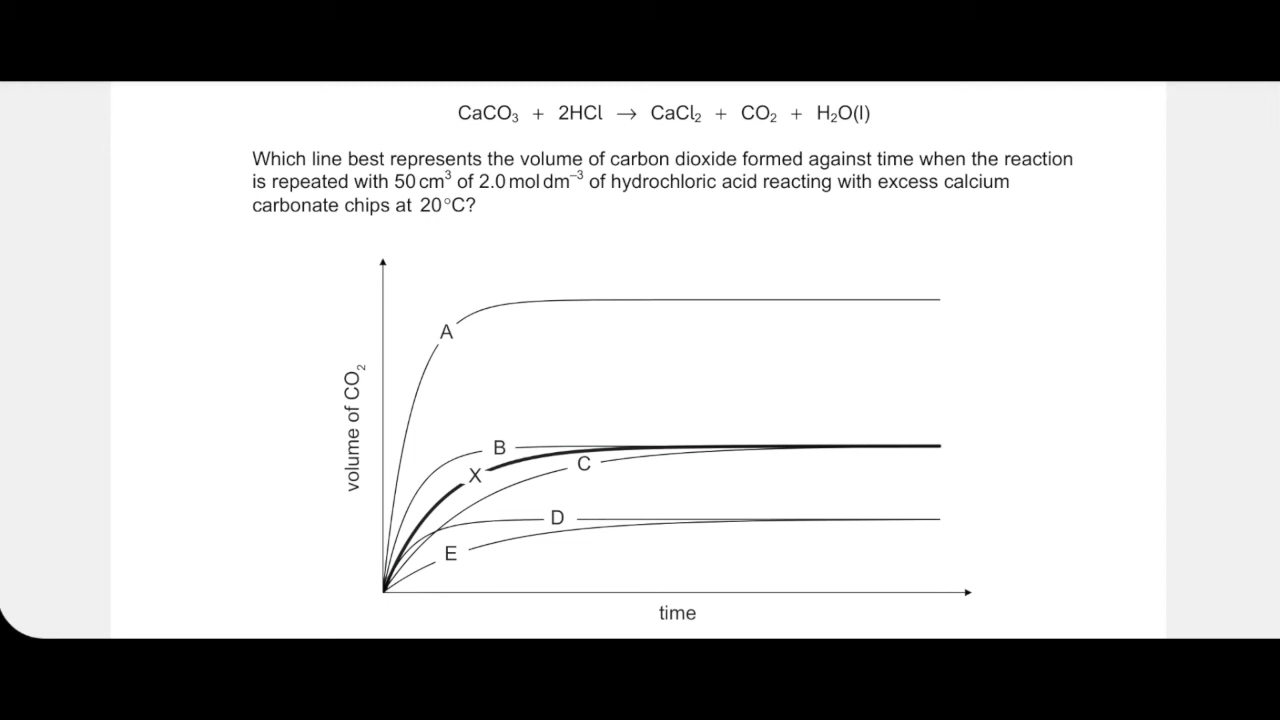 CaCO₃ + 2HCl → CaCl₂ + CO₂ + H₂O(l)
Which line best represents the volume of carbon dioxide formed against time when the reaction
is repeated with 50 cm³ of 2.0 mol dm⁻³ of hydrochloric acid reacting with excess calcium
carbonate chips at 20 °C?
A
volume of CO₂
B
X
C
D
E
time